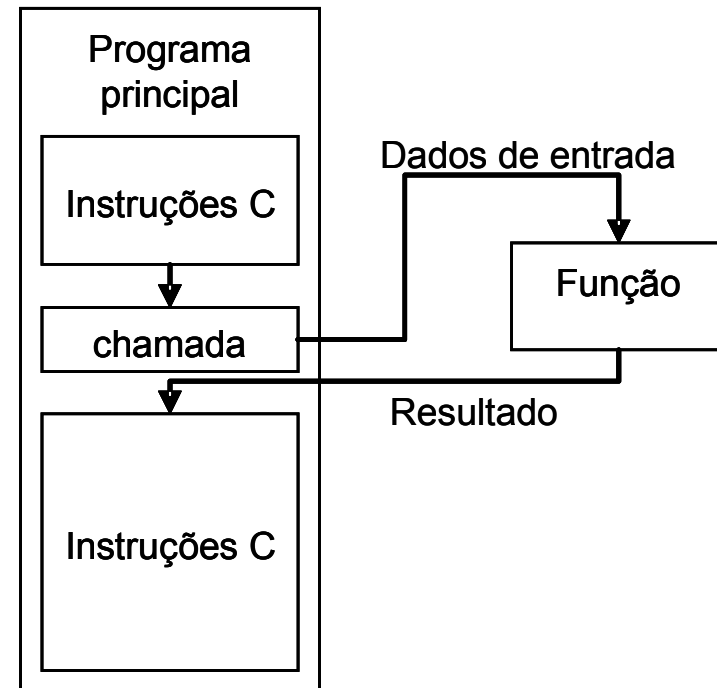 Programa
principal
Instruções C
Dados de entrada
Função
chamada
Resultado
Instruções C